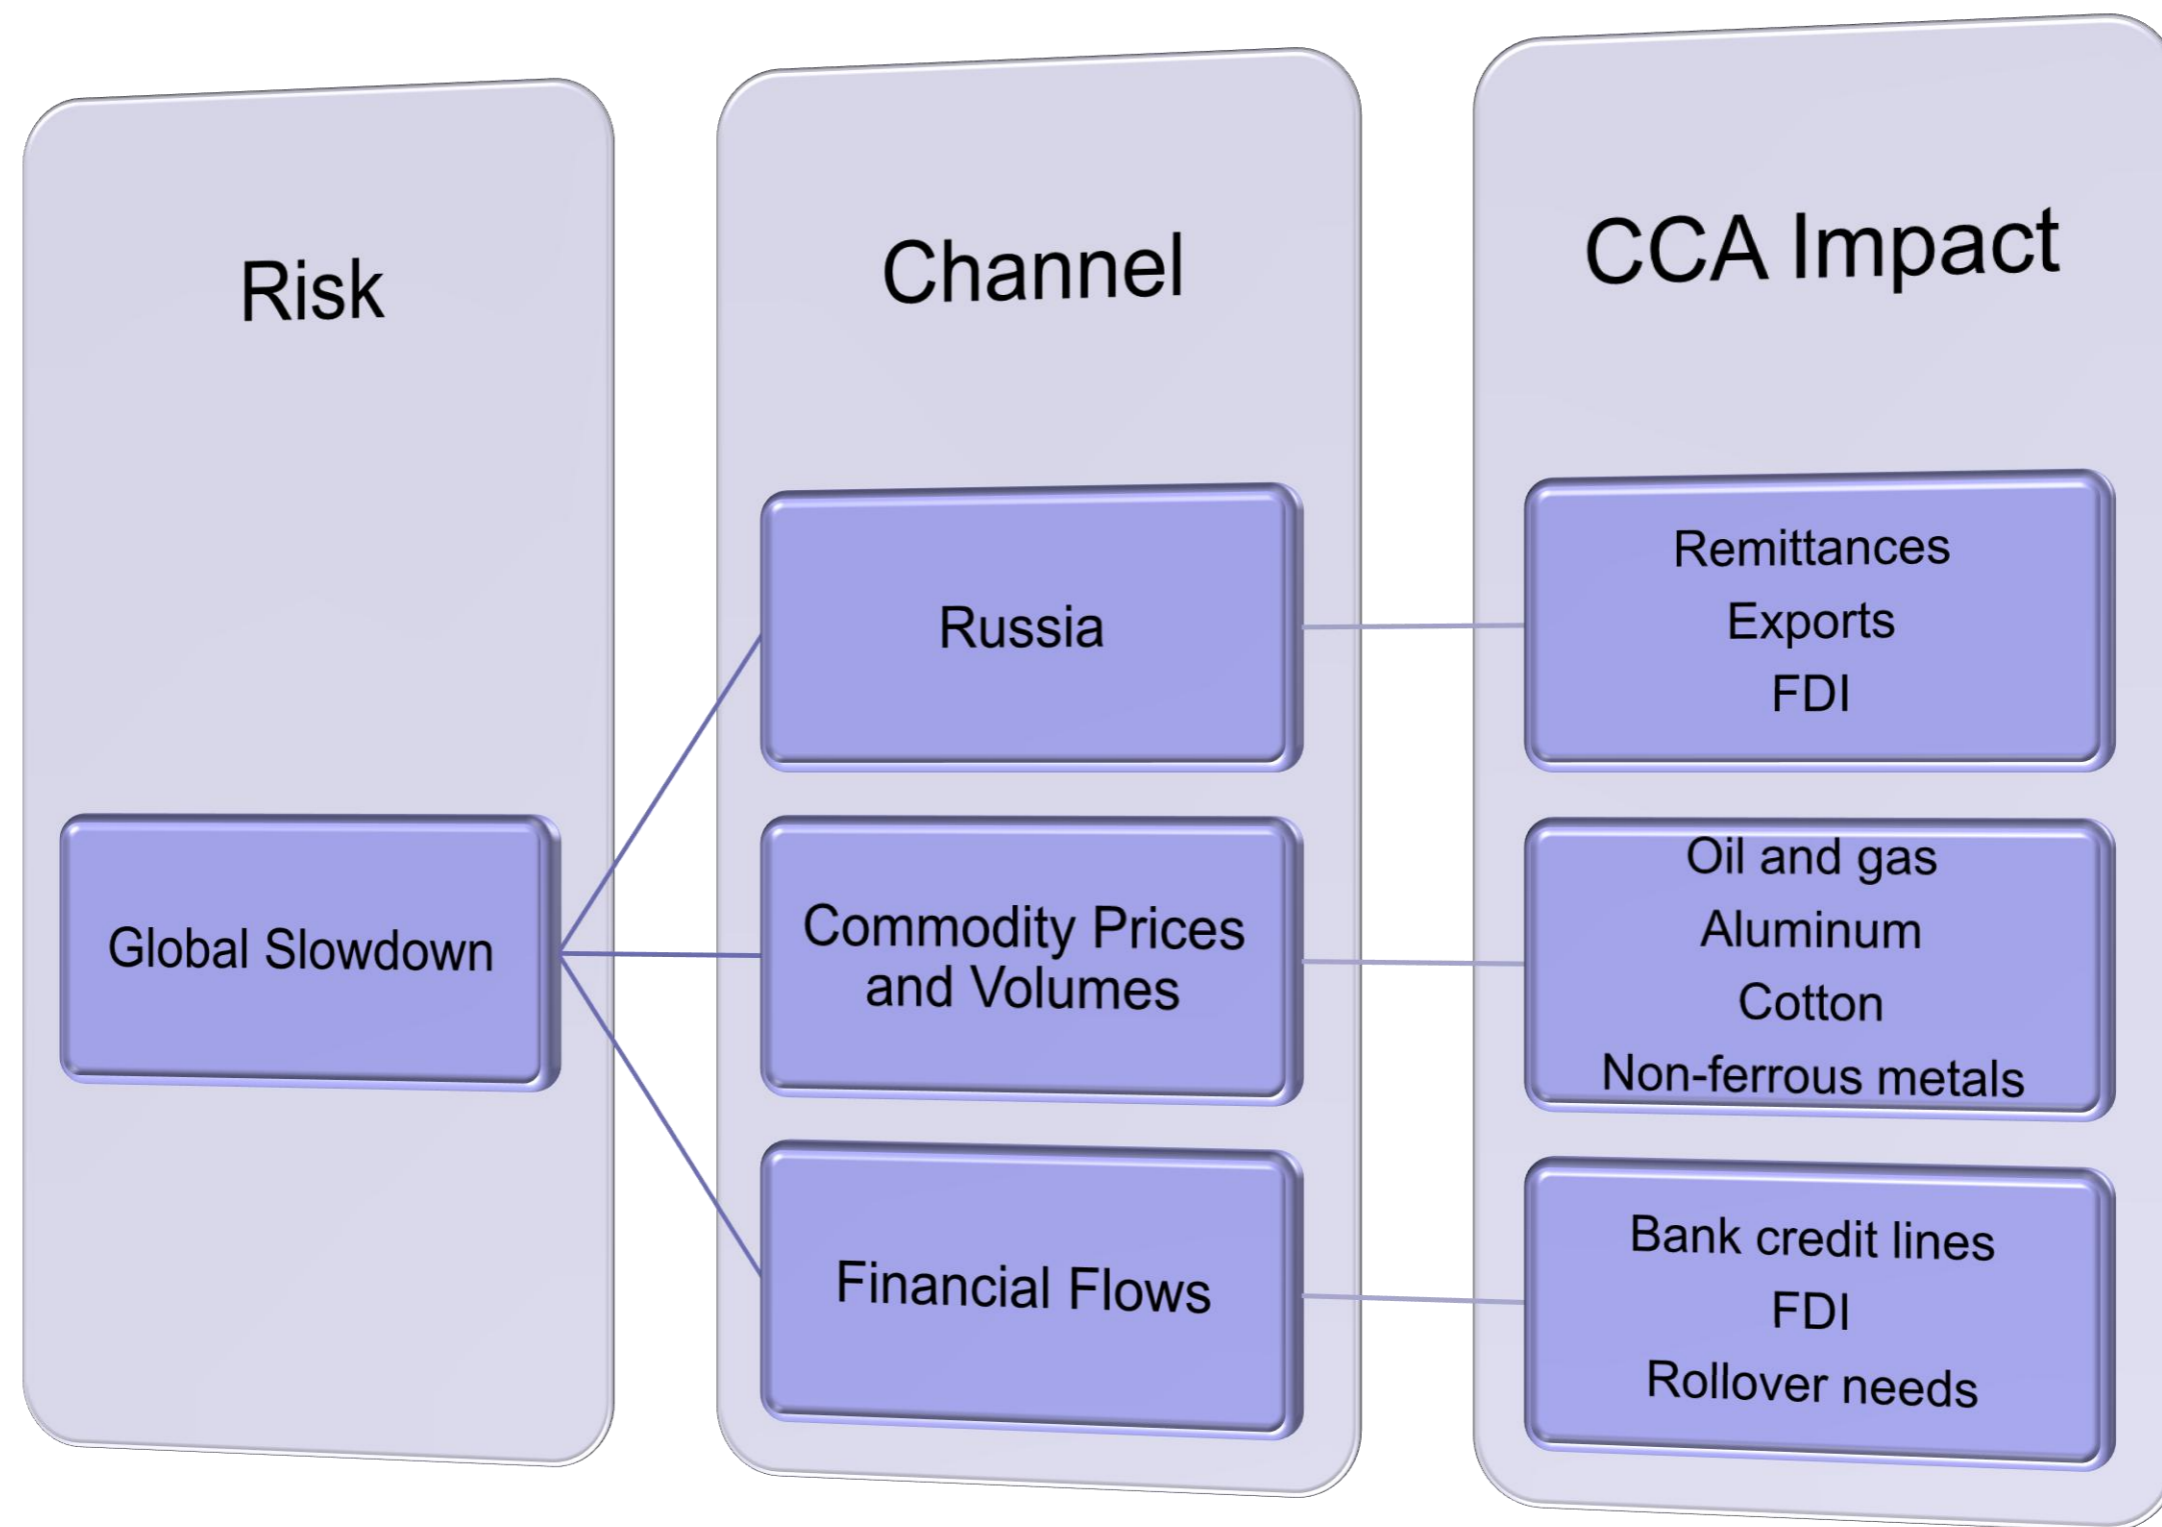 Risk
Channel
CCA Impact
Global Slowdown
Russia
Commodity Prices
and Volumes
Financial Flows
Remittances
Exports
FDI
Oil and gas
Aluminum
Cotton
Non-ferrous metals
Bank credit lines
FDI
Rollover needs